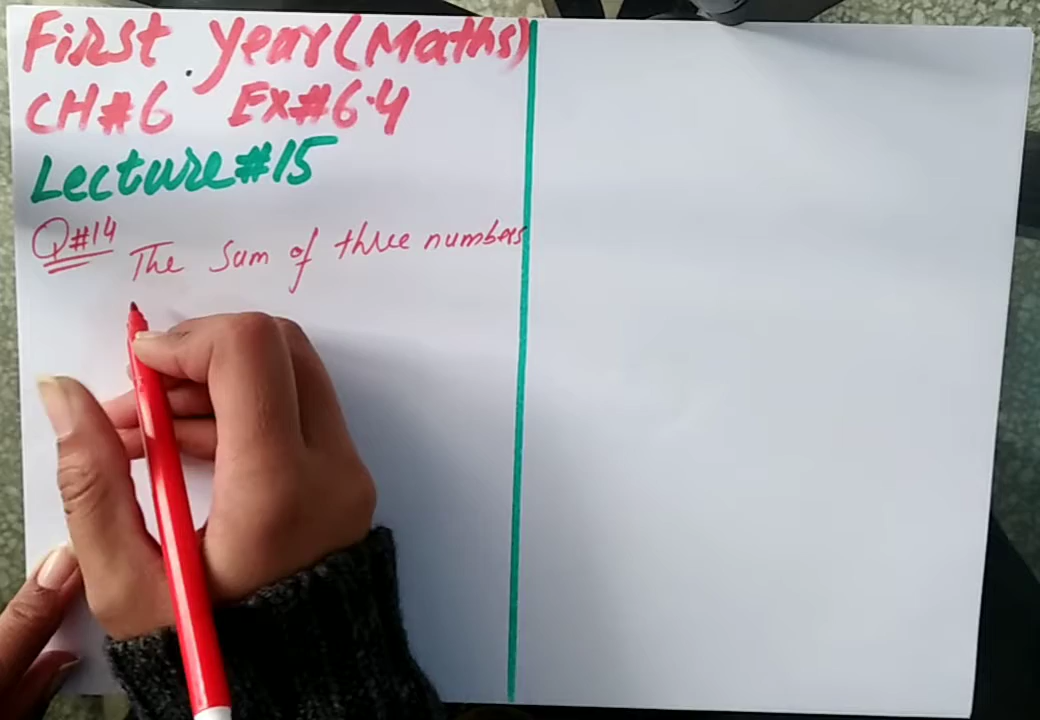 First year (Maths)
CH#6 Ex#6.4
Lecture#15
Q#14 The Sum of three numbers